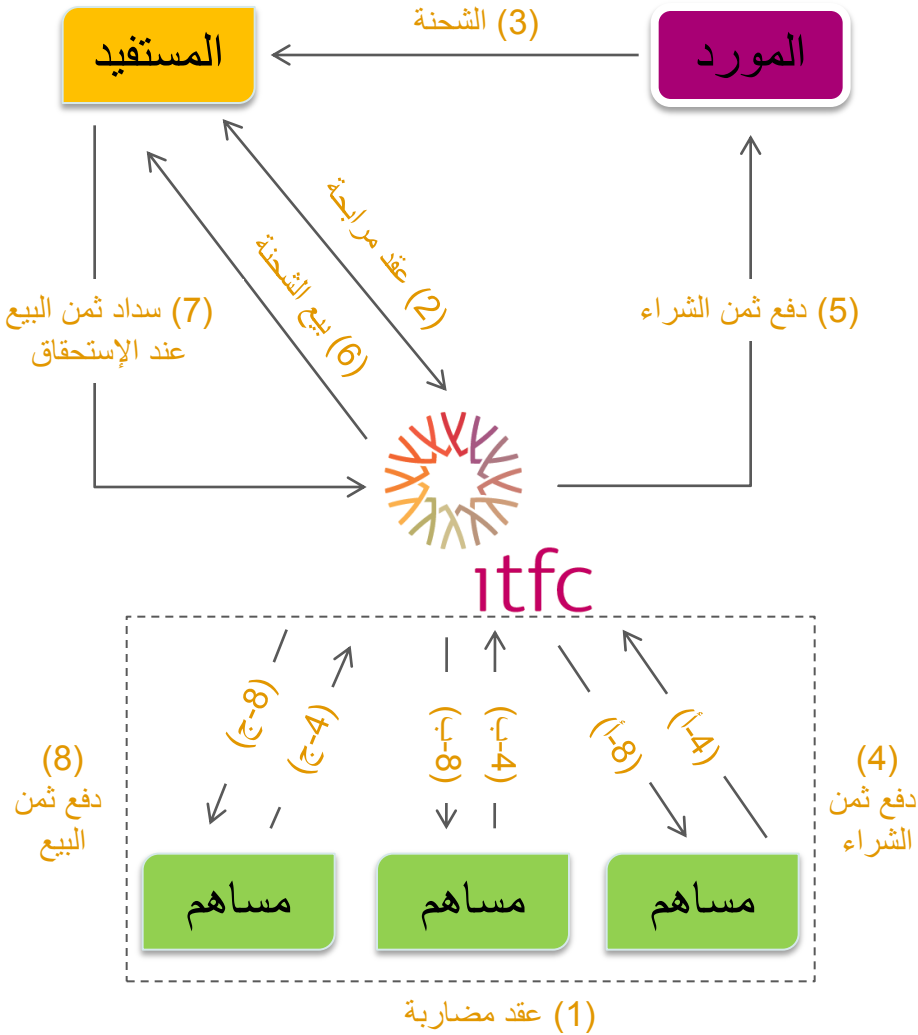 (3) الشحنة
المورد
المستفيد
(2) عقد مرابحة
(6) بيع الشحنة
(5) دفع ثمن الشراء
(7) سداد ثمن البيع
عند الإستحقاق
itfc
(4-أ)
(8-أ)
(4-ب)
(8-ب)
(4-ج)
(8-ج)
(4)
دفع ثمن
الشراء
(8)
دفع ثمن
البيع
مساهم
مساهم
مساهم
(1) عقد مضاربة